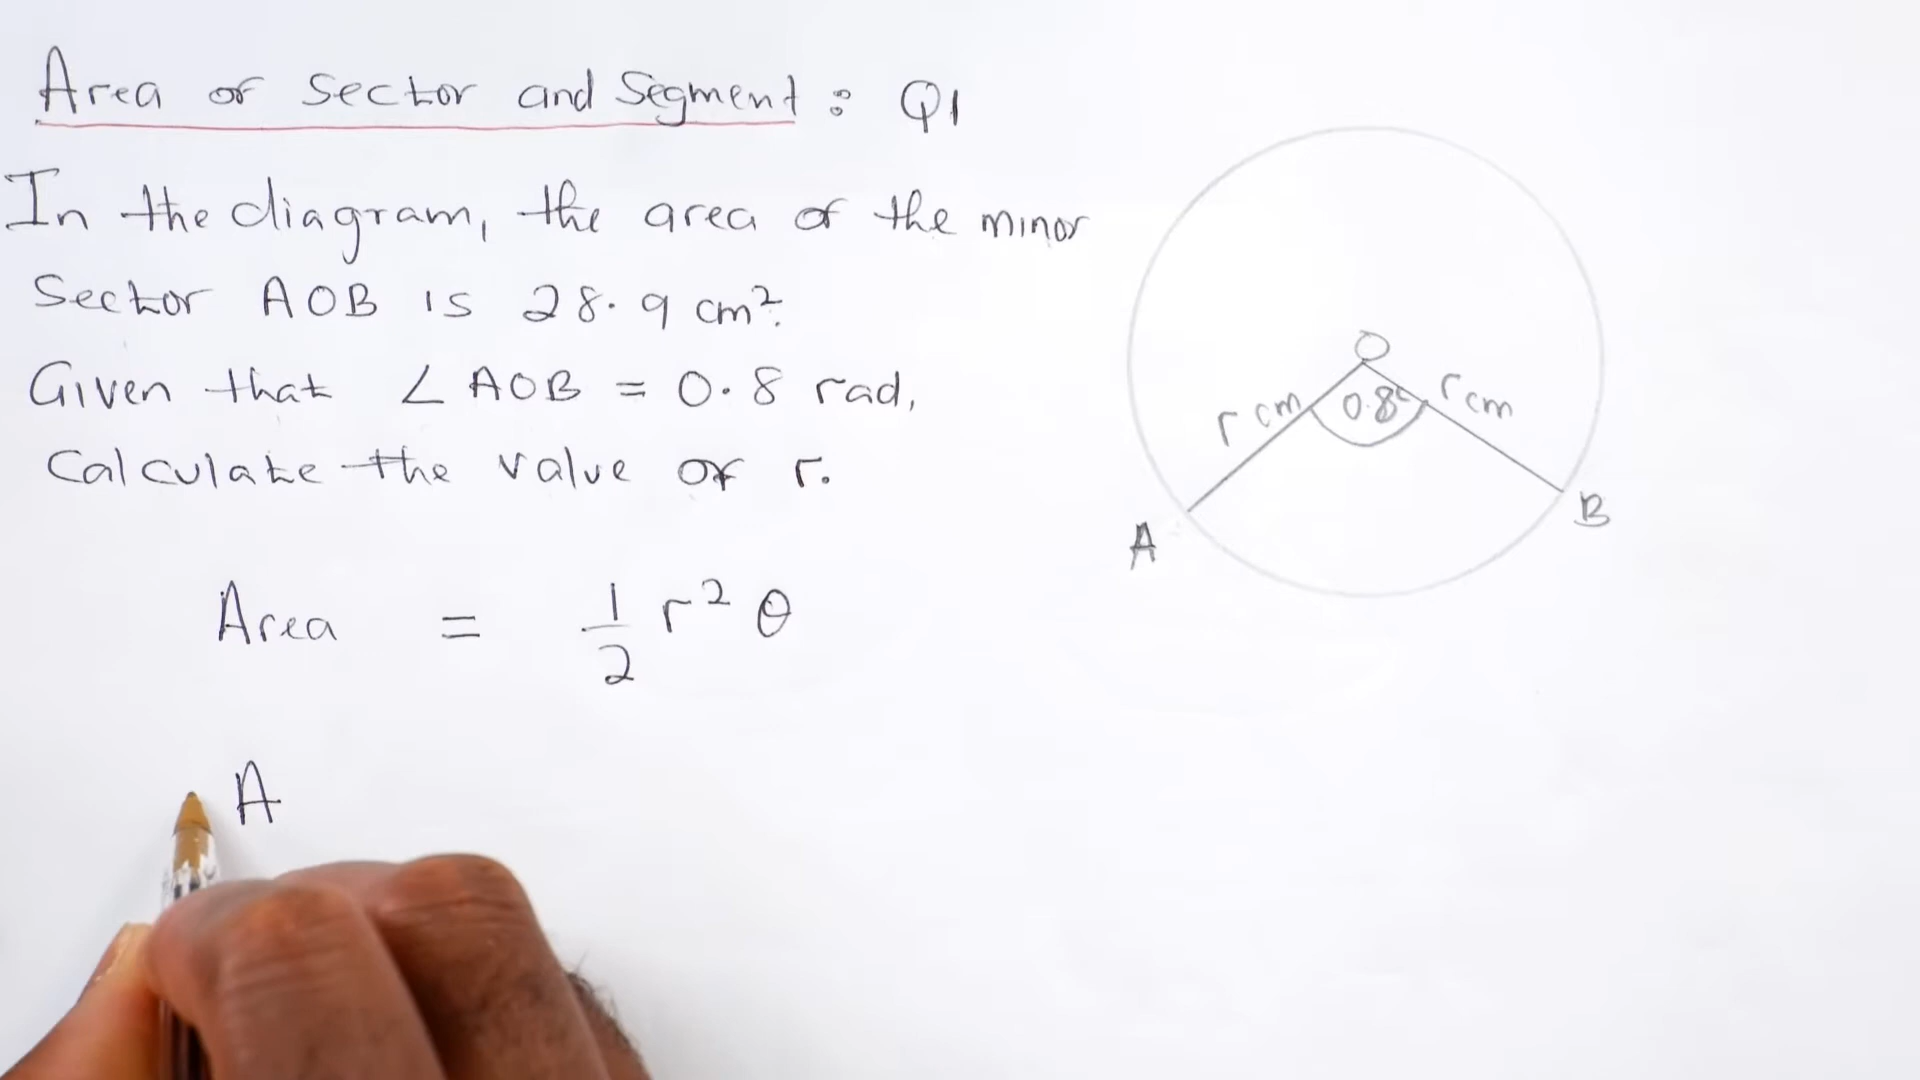 Area of Sector and Segment : Q1
In the diagram, the area of the minor
Sector AOB is 28.9 cm².
Given that ∠AOB = 0.8 rad,
Calculate the value of r.
Area = 1/2 r² θ
A
O
r cm
0.8ᶜ
r cm
A
B